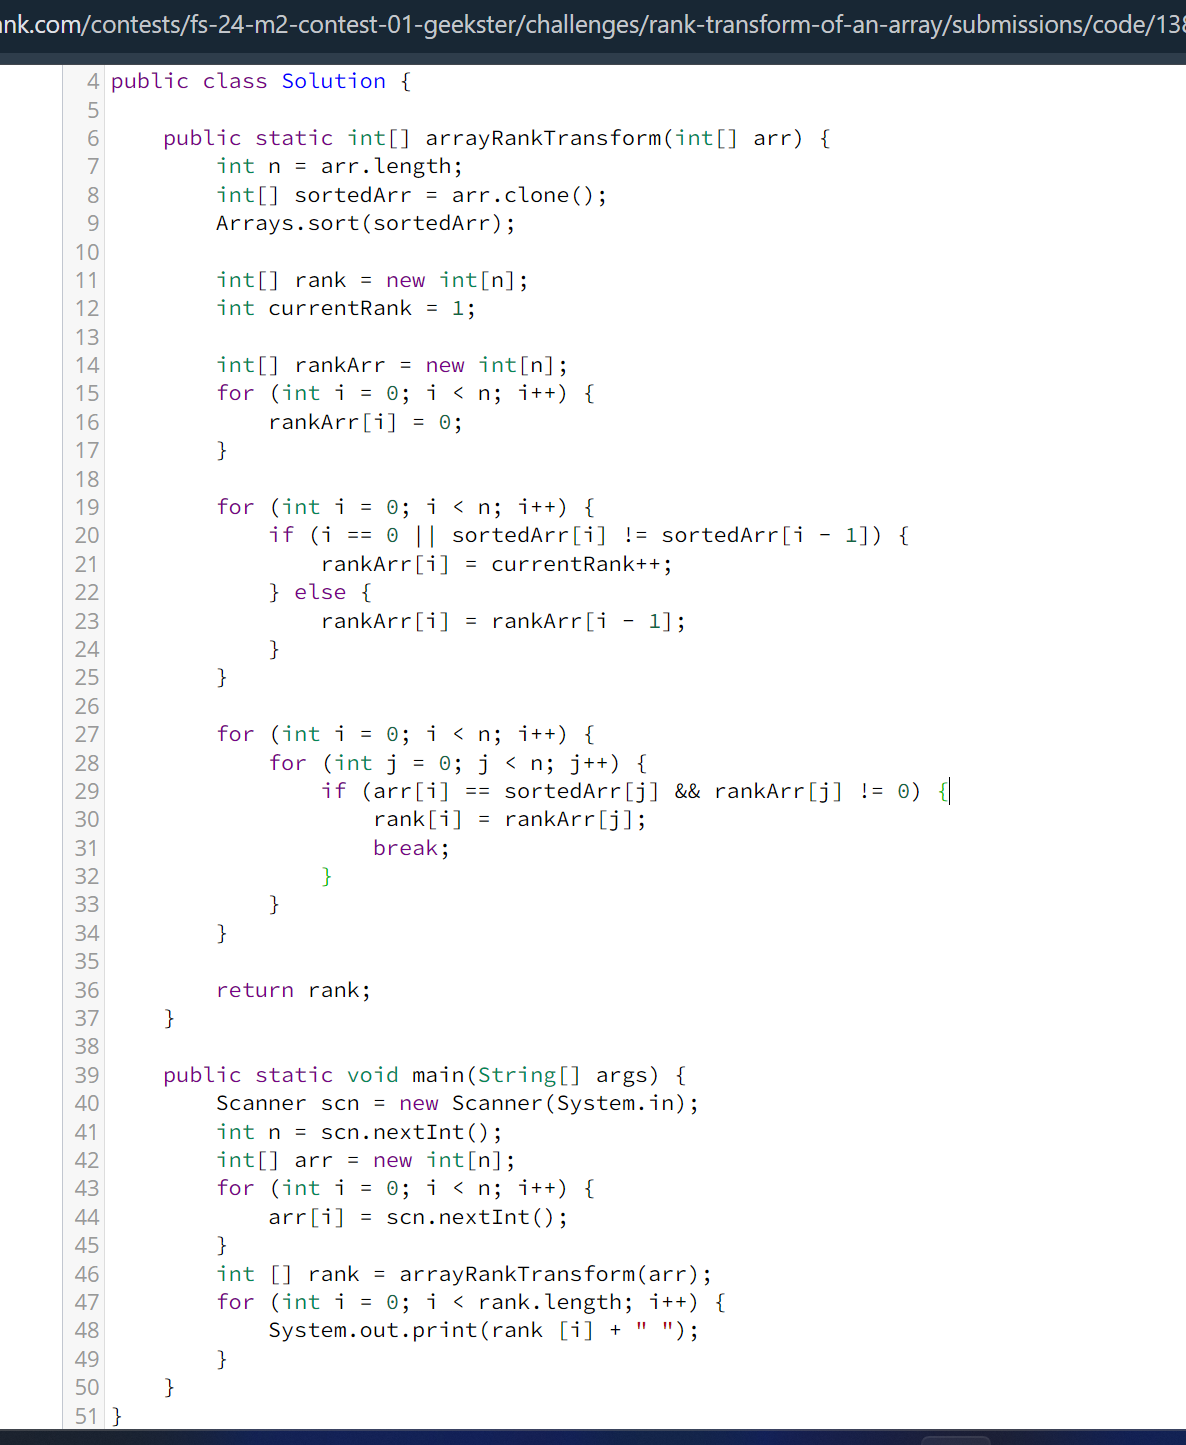 nk.com/contests/fs-24-m2-contest-01-geekster/challenges/rank-transform-of-an-array/submissions/code/138
4 public class Solution {
5
6     public static int[] arrayRankTransform(int[] arr) {
7         int n = arr.length;
8         int[] sortedArr = arr.clone();
9         Arrays.sort(sortedArr);
10
11         int[] rank = new int[n];
12         int currentRank = 1;
13
14         int[] rankArr = new int[n];
15         for (int i = 0; i < n; i++) {
16             rankArr[i] = 0;
17         }
18
19         for (int i = 0; i < n; i++) {
20             if (i == 0 || sortedArr[i] != sortedArr[i - 1]) {
21                 rankArr[i] = currentRank++;
22             } else {
23                 rankArr[i] = rankArr[i - 1];
24             }
25         }
26
27         for (int i = 0; i < n; i++) {
28             for (int j = 0; j < n; j++) {
29                 if (arr[i] == sortedArr[j] && rankArr[j] != 0) {
30                     rank[i] = rankArr[j];
31                     break;
32                 }
33             }
34         }
35
36         return rank;
37     }
38
39     public static void main(String[] args) {
40         Scanner scn = new Scanner(System.in);
41         int n = scn.nextInt();
42         int[] arr = new int[n];
43         for (int i = 0; i < n; i++) {
44             arr[i] = scn.nextInt();
45         }
46         int [] rank = arrayRankTransform(arr);
47         for (int i = 0; i < rank.length; i++) {
48             System.out.print(rank [i] + " ");
49         }
50     }
51 }